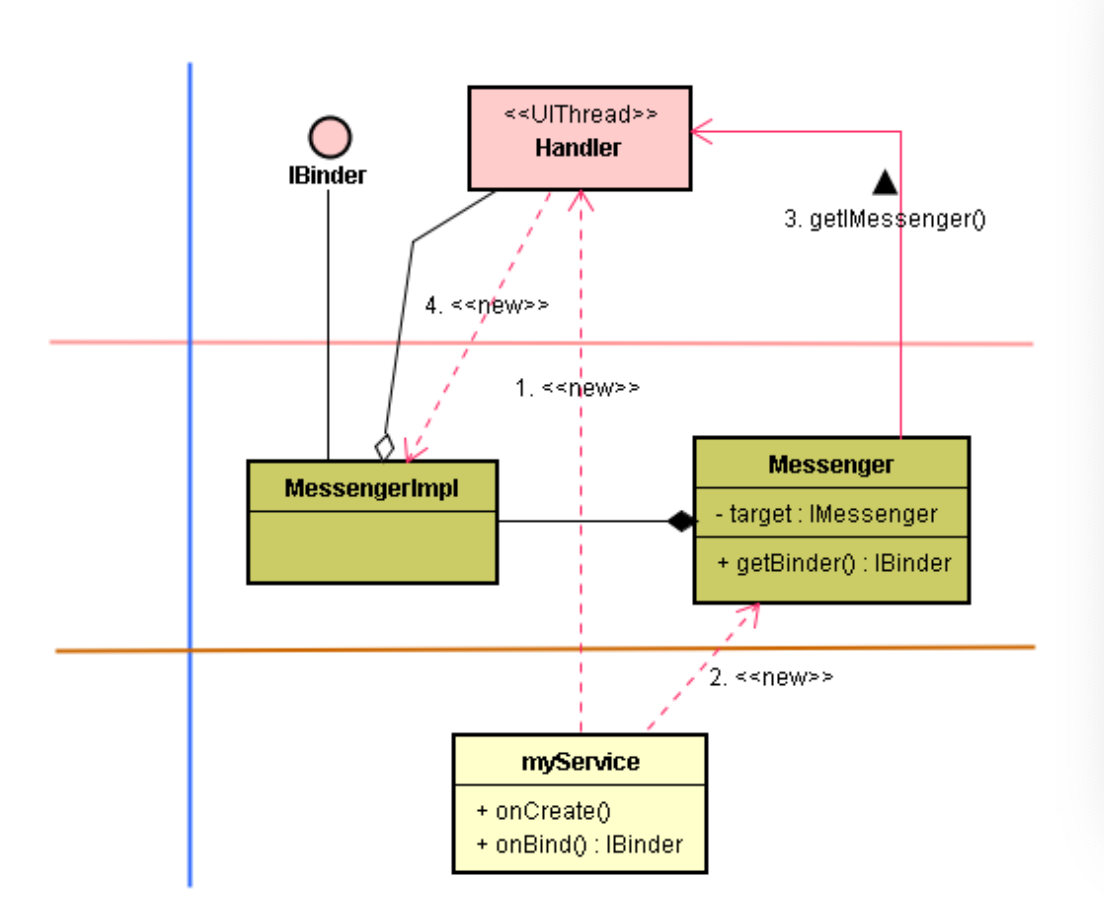 <<UIThread>>
Handler
IBinder
3. getIMessenger()
4. <<new>>
1. <<new>>
MessengerImpl
Messenger
- target : IMessenger
+ getBinder() : IBinder
2. <<new>>
myService
+ onCreate()
+ onBind() : IBinder